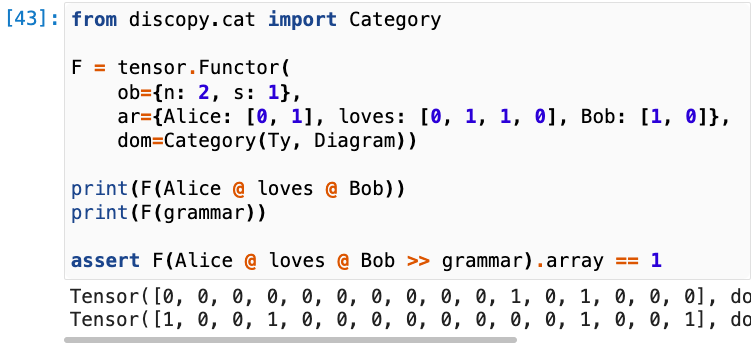 [43]: from discopy.cat import Category
F = tensor.Functor(
ob={n: 2, s: 1},
ar={Alice: [0, 1], loves: [0, 1, 1, 0], Bob: [1, 0]},
dom=Category(Ty, Diagram))
print(F(Alice @ loves @ Bob))
print(F(grammar))
assert F(Alice @ loves @ Bob >> grammar).array == 1
Tensor([0, 0, 0, 0, 0, 0, 0, 0, 0, 0, 1, 0, 1, 0, 0, 0], do
Tensor([1, 0, 0, 1, 0, 0, 0, 0, 0, 0, 0, 0, 1, 0, 0, 1], do